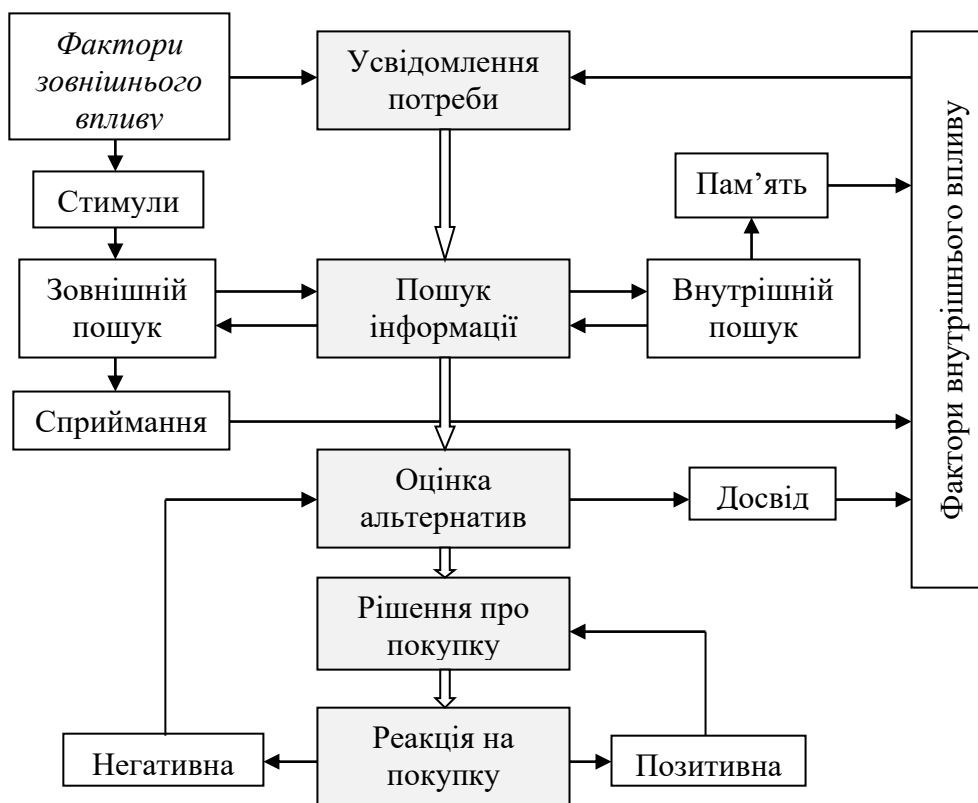 Фактори
зовнішнього
впливу
Усвідомлення
потреби
Стимули
Пам’ять
Зовнішній
пошук
Пошук
інформації
Внутрішній
пошук
Фактори внутрішнього впливу
Сприймання
Оцінка
альтернатив
Досвід
Рішення про
покупку
Негативна
Реакція на
покупку
Позитивна